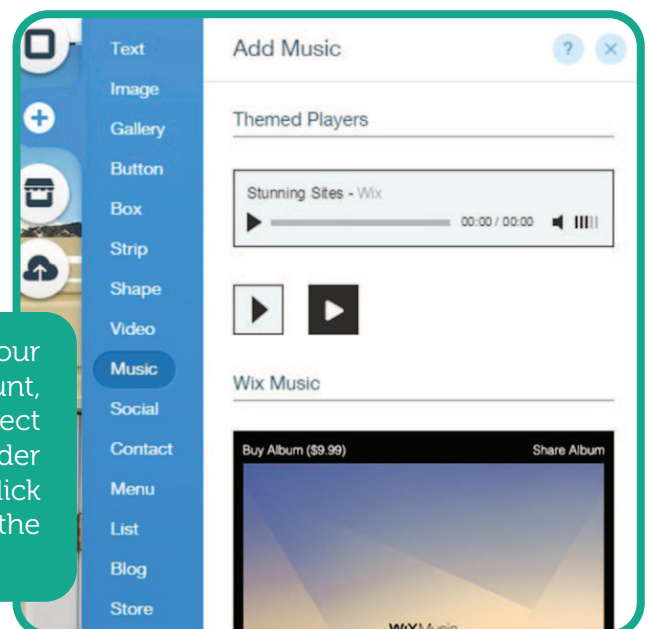 Text
Image
Gallery
Button
Box
Strip
Shape
Video
Music
Social
Contact
Menu
List
Blog
Store
Add Music
?
Themed Players
Stunning Sites - Wix
00:00 / 00:00
Wix Music
Buy Album ($9.99) Share Album
WiX Music
our
unt,
ect
der
lick
the